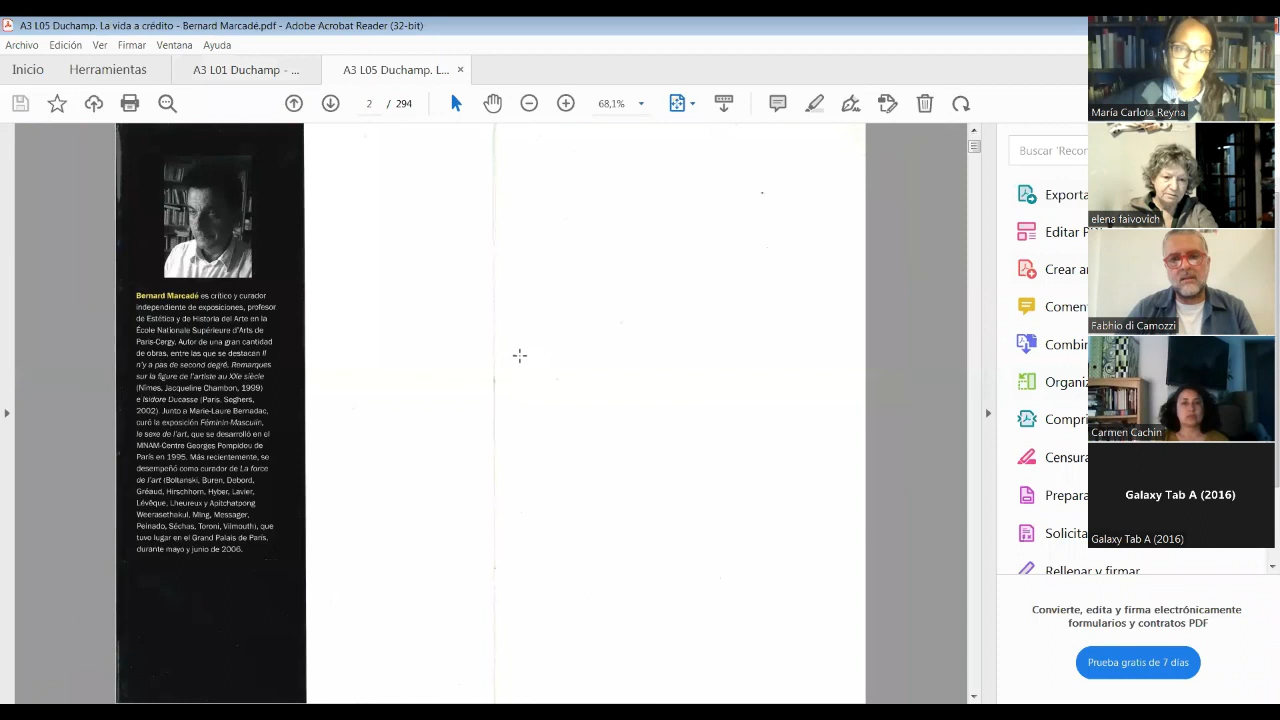 A3 L05 Duchamp. La vida a crédito - Bernard Marcadé.pdf - Adobe Acrobat Reader (32-bit)
Archivo Edición Ver Firmar Ventana Ayuda
Inicio Herramientas A3 L01 Duchamp - ... A3 L05 Duchamp. L... ×
2 / 294 68,1%
Bernard Marcadé es crítico y curador
independiente de exposiciones, profesor
de Estética y de Historia del Arte en la
École Nationale Supérieure d'Arts de
Paris-Cergy. Autor de una gran cantidad
de obras, entre las que se destacan Il
n'y a pas de second degré. Remarques
sur la figure de l'artiste au XXe siècle
(Nîmes, Jacqueline Chambon, 1999)
e Isidore Ducasse (Paris, Seghers,
2002). Junto a Marie-Laure Bernadac,
curó la exposición Féminin-Masculin,
le sexe de l'art, que se desarrolló en el
MNAM-Centre Georges Pompidou de
París en 1995. Más recientemente, se
desempeñó como curador de La force
de l'art (Boltanski, Buren, Debord,
Gréaud, Hirschhorn, Hyber, Lavier,
Lévêque, Lheureux y Apitchatpong
Weerasethakul, Ming, Messager,
Peinado, Séchas, Toroni, Vilmouth), que
tuvo lugar en el Grand Palais de París,
durante mayo y junio de 2006.
Buscar 'Recor
Exporta
Editar P
Crear ar
Comen
Combin
Organiz
Compri
Censura
Prepara
Solicita
Rellenar y firmar
Convierte, edita y firma electrónicamente
formularios y contratos PDF
Prueba gratis de 7 días
María Carlota Reyna
elena faivovich
Fabhio di Camozzi
Carmen Cachin
Galaxy Tab A (2016)
Galaxy Tab A (2016)